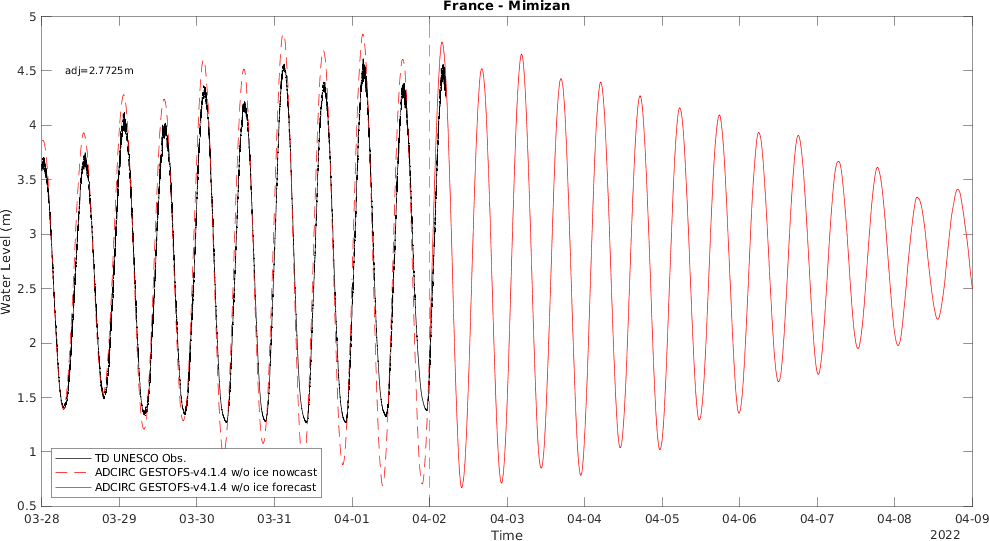 France - Mimizan
5
4.5
4
3.5
3
2.5
2
1.5
1
0.5
Water Level (m)
adj=2.7725m
TD UNESCO Obs.
ADCIRC GESTOFS-v4.1.4 w/o ice nowcast
ADCIRC GESTOFS-v4.1.4 w/o ice forecast
03-28 03-29 03-30 03-31 04-01 04-02 04-03 04-04 04-05 04-06 04-07 04-08 04-09
Time
2022